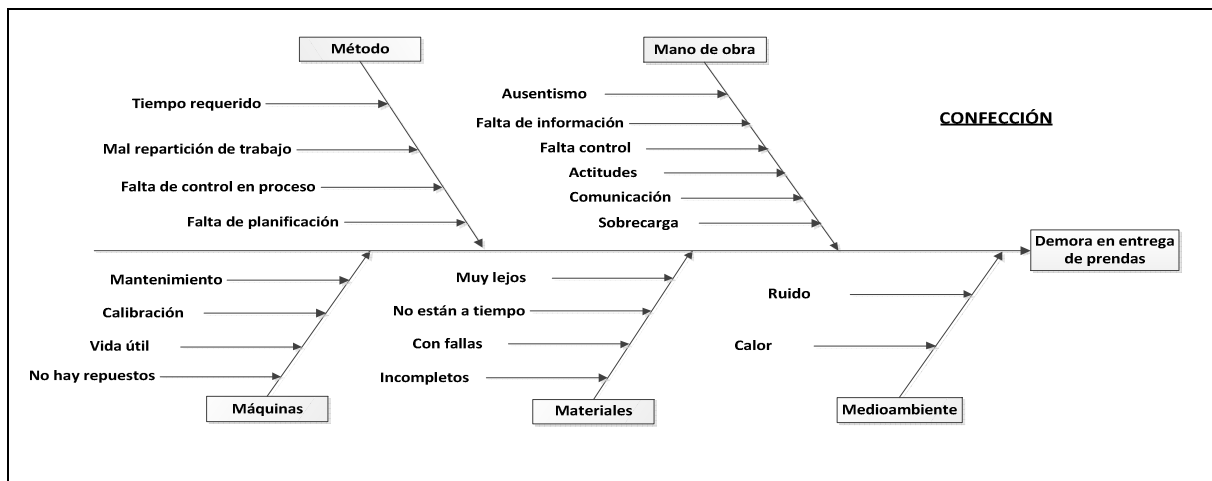 Método
Mano de obra
Tiempo requerido
Mal repartición de trabajo
Falta de control en proceso
Falta de planificación
Ausentismo
Falta de información
Falta control
Actitudes
Comunicación
Sobrecarga
CONFECCIÓN
Demora en entrega
de prendas
Mantenimiento
Calibración
Vida útil
No hay repuestos
Muy lejos
No están a tiempo
Con fallas
Incompletos
Ruido
Calor
Máquinas
Materiales
Medioambiente